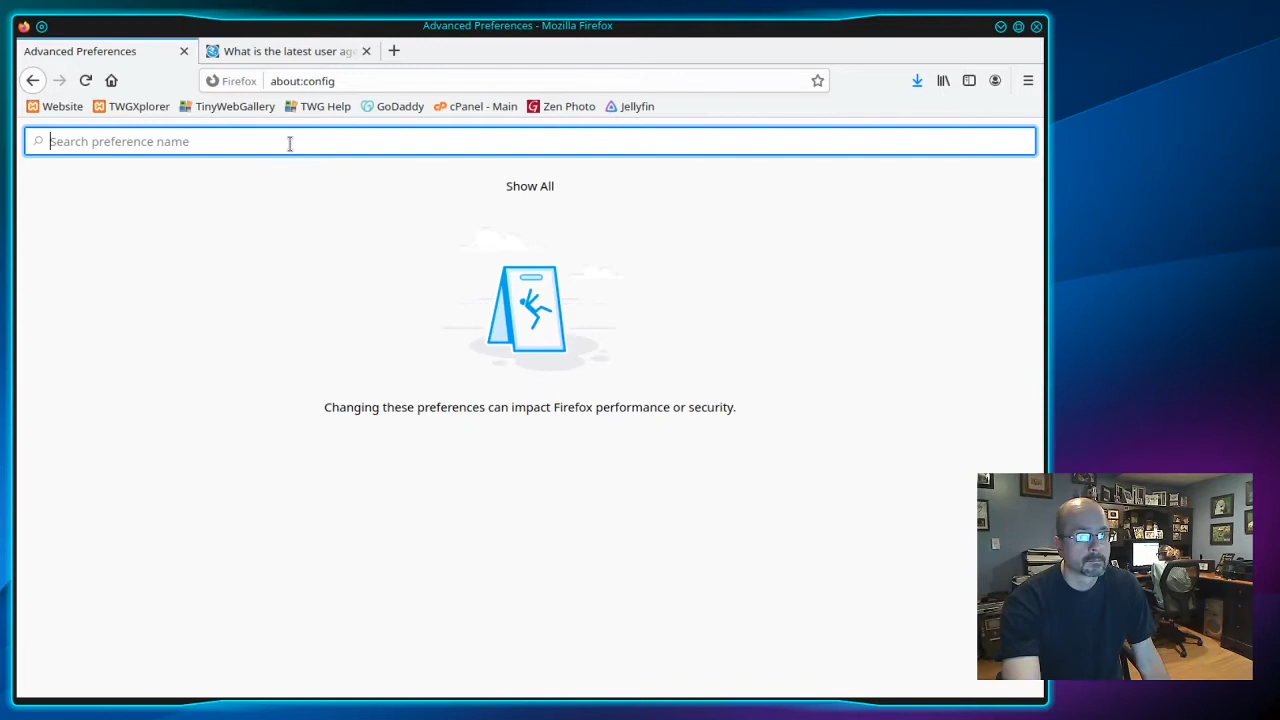 Advanced Preferences - Mozilla Firefox
Advanced Preferences
What is the latest user age
Firefox
about:config
Website
TWGXplorer
TinyWebGallery
TWG Help
GoDaddy
cPanel - Main
Zen Photo
Jellyfin
Search preference name
Show All
Changing these preferences can impact Firefox performance or security.